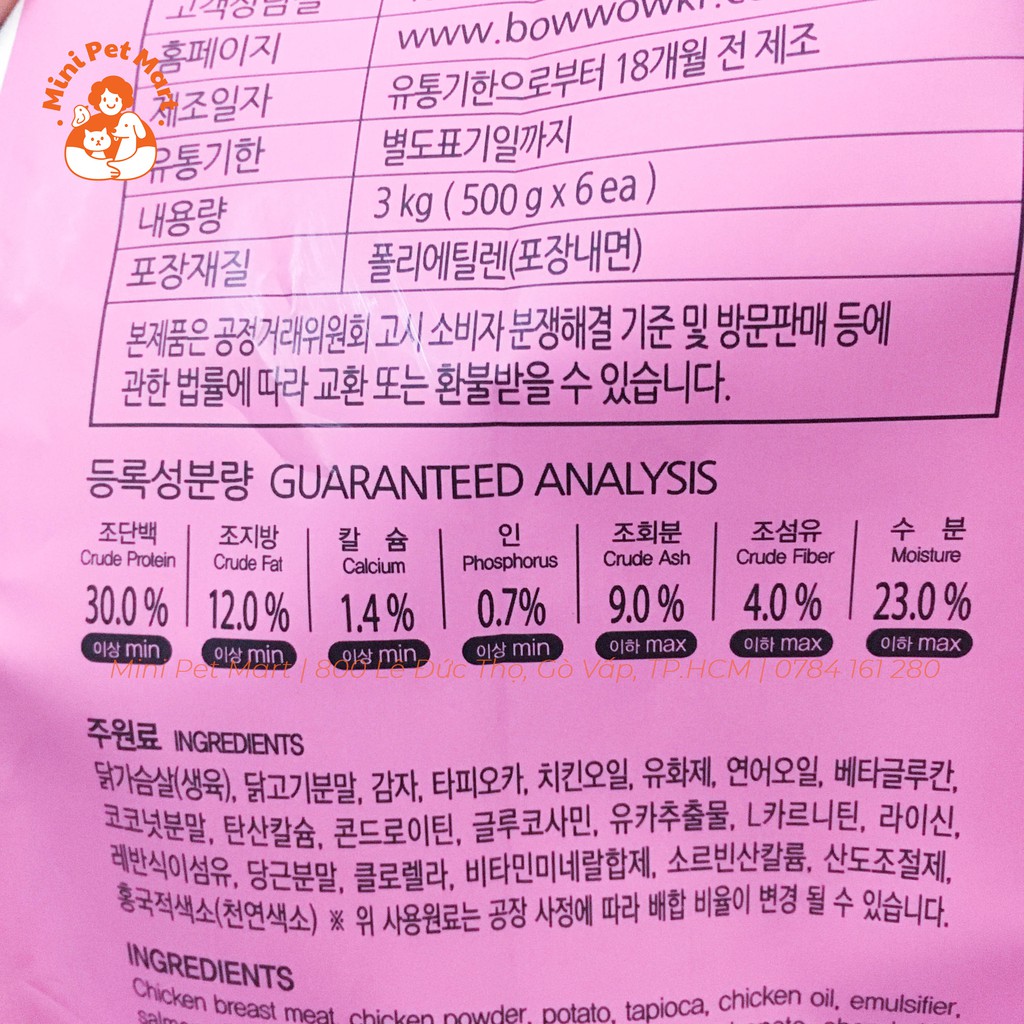 고객상담실
www.bowwowkr.c
홈페이지
유통기한으로부터 18개월 전 제조
제조일자
별도표기일까지
유통기한
3 kg ( 500 g x 6 ea )
내용량
폴리에틸렌(포장내면)
포장재질
본제품은 공정거래위원회 고시 소비자 분쟁해결 기준 및 방문판매 등에
관한 법률에 따라 교환 또는 환불받을 수 있습니다.
Mini Pet Mart
등록성분량 GUARANTEED ANALYSIS
조단백 조지방 칼 슘 인 조회분 조섬유 수 분
Crude Protein Crude Fat Calcium Phosphorus Crude Ash Crude Fiber Moisture
30.0 % 12.0 % 1.4 % 0.7% 9.0 % 4.0 % 23.0 %
이상 min 이상 min 이상 min 이상 min 이하 max 이하 max 이하 max
Mini Pet Mart | 800 Lê Đức Thọ, Gò Vấp, TP.HCM | 0784 161 280
주원료 INGREDIENTS
닭가슴살(생육), 닭고기분말, 감자, 타피오카, 치킨오일, 유화제, 연어오일, 베타글루칸,
코코넛분말, 탄산칼슘, 콘드로이틴, 글루코사민, 유카추출물, L카르니틴, 라이신,
레반식이섬유, 당근분말, 클로렐라, 비타민미네랄합제, 소르빈산칼륨, 산도조절제,
홍국적색소(천연색소) ※ 위 사용원료는 공장 사정에 따라 배합 비율이 변경 될 수 있습니다.
INGREDIENTS
Chicken breast meat, chicken powder, potato, tapioca, chicken oil, emulsifier,